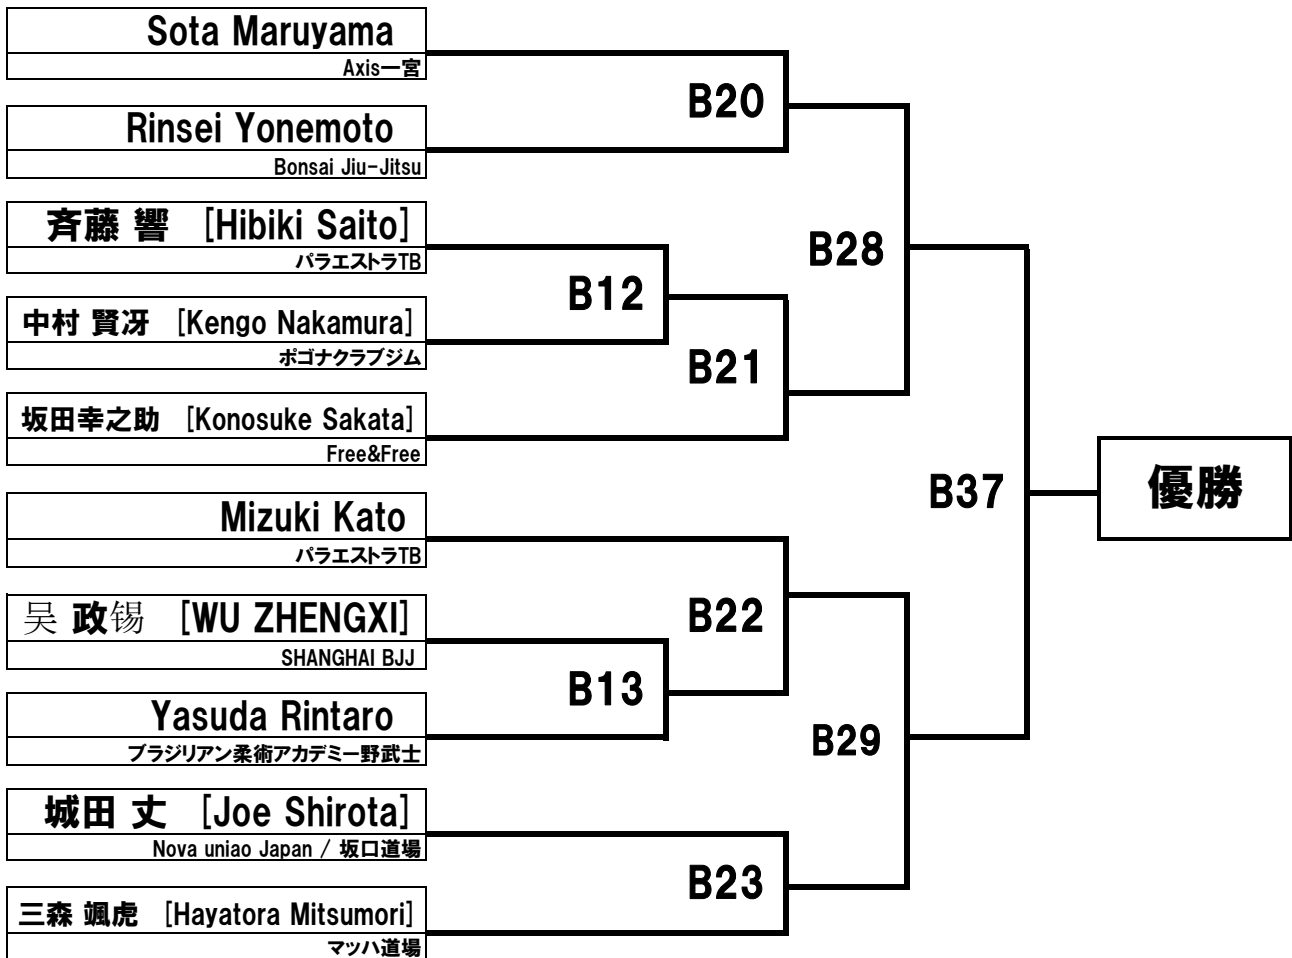 Sota Maruyama
Axis一宮
B20
Rinsei Yonemoto
Bonsai Jiu-Jitsu
斉藤 響 [Hibiki Saito]
パラエストラTB
B28
B12
中村 賢冴 [Kengo Nakamura]
ポゴナクラブジム
B21
坂田幸之助 [Konosuke Sakata]
Free&Free
B37
優勝
Mizuki Kato
パラエストラTB
吴 政锡 [WU ZHENGXI]
SHANGHAI BJJ
B22
B13
Yasuda Rintaro
ブラジリアン柔術アカデミー野武士
B29
城田 丈 [Joe Shirota]
Nova uniao Japan / 坂口道場
B23
三森 颯虎 [Hayatora Mitsumori]
マッハ道場